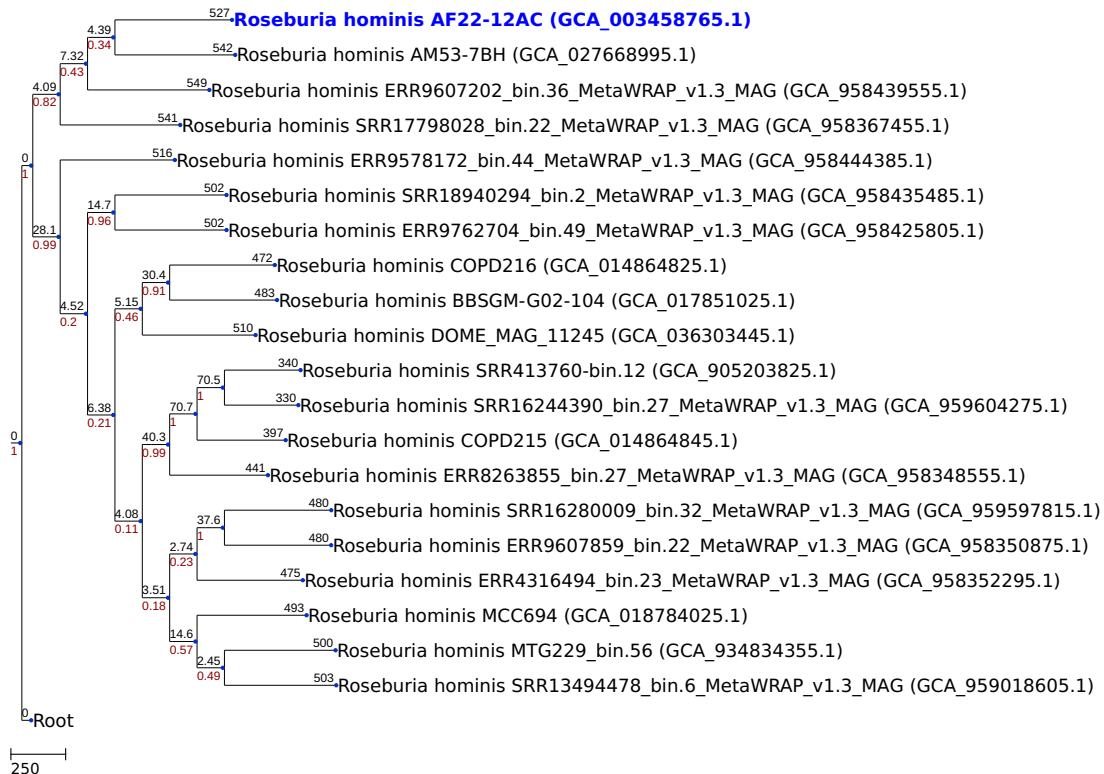 527 Roseburia hominis AF22-12AC (GCA_003458765.1)
4.39
0.34
542 Roseburia hominis AM53-7BH (GCA_027668995.1)
7.32
0.43
549 Roseburia hominis ERR9607202_bin.36_MetaWRAP_v1.3_MAG (GCA_958439555.1)
4.09
0.82
541 Roseburia hominis SRR17798028_bin.22_MetaWRAP_v1.3_MAG (GCA_958367455.1)
0
1
516 Roseburia hominis ERR9578172_bin.44_MetaWRAP_v1.3_MAG (GCA_958444385.1)
502 Roseburia hominis SRR18940294_bin.2_MetaWRAP_v1.3_MAG (GCA_958435485.1)
14.7
0.96
502 Roseburia hominis ERR9762704_bin.49_MetaWRAP_v1.3_MAG (GCA_958425805.1)
28.1
0.99
472 Roseburia hominis COPD216 (GCA_014864825.1)
30.4
0.91
483 Roseburia hominis BBSGM-G02-104 (GCA_017851025.1)
5.15
0.46
4.52
0.2
510 Roseburia hominis DOME_MAG_11245 (GCA_036303445.1)
340 Roseburia hominis SRR413760-bin.12 (GCA_905203825.1)
70.5
1
330 Roseburia hominis SRR16244390_bin.27_MetaWRAP_v1.3_MAG (GCA_959604275.1)
6.38
0.21
70.7
1
397 Roseburia hominis COPD215 (GCA_014864845.1)
0
1
40.3
0.99
441 Roseburia hominis ERR8263855_bin.27_MetaWRAP_v1.3_MAG (GCA_958348555.1)
480 Roseburia hominis SRR16280009_bin.32_MetaWRAP_v1.3_MAG (GCA_959597815.1)
4.08
0.11
37.6
1
480 Roseburia hominis ERR9607859_bin.22_MetaWRAP_v1.3_MAG (GCA_958350875.1)
2.74
0.23
475 Roseburia hominis ERR4316494_bin.23_MetaWRAP_v1.3_MAG (GCA_958352295.1)
3.51
0.18
493 Roseburia hominis MCC694 (GCA_018784025.1)
14.6
0.57
500 Roseburia hominis MTG229_bin.56 (GCA_934834355.1)
2.45
0.49
503 Roseburia hominis SRR13494478_bin.6_MetaWRAP_v1.3_MAG (GCA_959018605.1)
0 Root
250